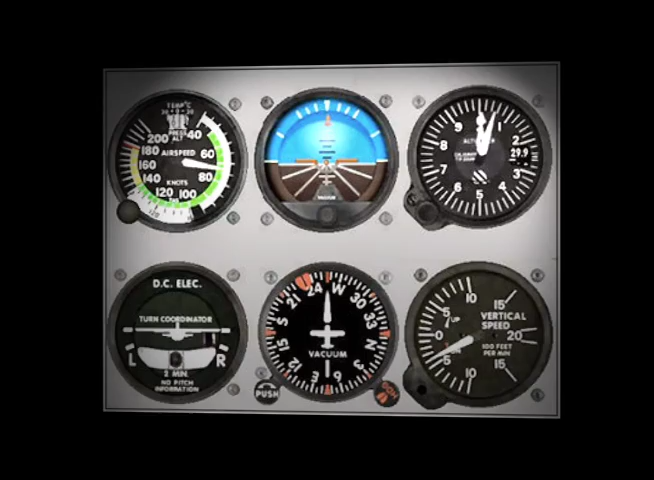 TEMP °C
PRESS
ALT
200
40
180
AIRSPEED
60
160
140
80
KNOTS
120
100
9
1
8
ALT
2
29.9
7
3
6
5
4
D.C. ELEC.
TURN COORDINATOR
L
R
2 MIN.
NO PITCH
INFORMATION
24
W
21
30
S
33
15
N
12
3
E
6
VACUUM
PUSH
10
15
5
UP
VERTICAL
SPEED
0
20
100 FEET
PER MIN
5
10
15